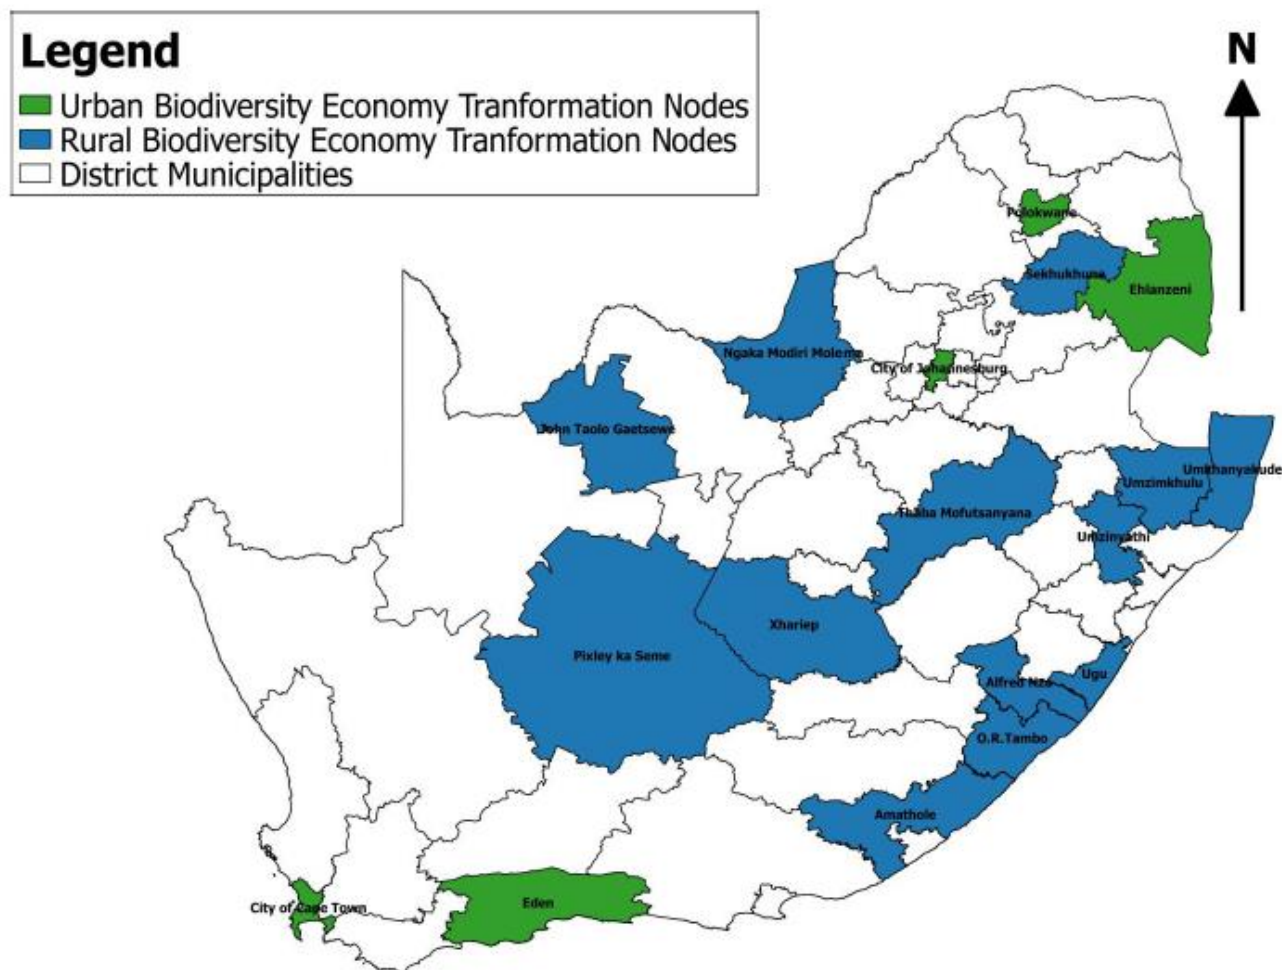 Legend
Urban Biodiversity Economy Tranformation Nodes
Rural Biodiversity Economy Tranformation Nodes
District Municipalities
N
Polokwane
Sekhukhune
Ehlanzeni
Ngaka Modiri Molema
City of Johannesburg
John Taolo Gaetsewe
Umkhanyakude
Umzimkhulu
Thaba Mofutsanyana
Umzinyathi
Xhariep
Pixley ka Seme
Ugu
Alfred Nzo
O.R.Tambo
Amathole
Eden
City of Cape Town